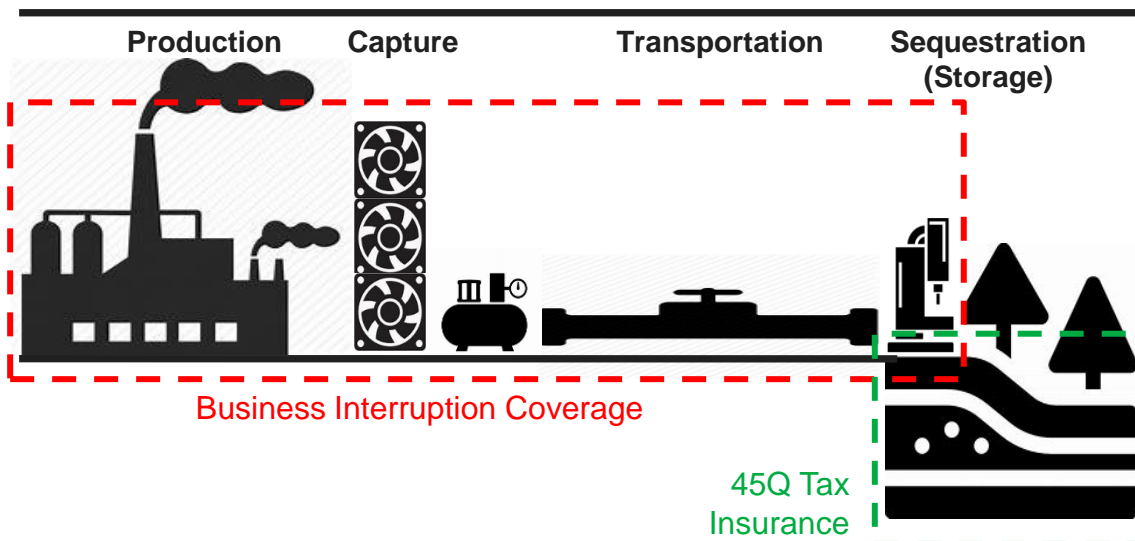 Production
Capture
Transportation
Sequestration
(Storage)
Business Interruption Coverage
45Q Tax
Insurance